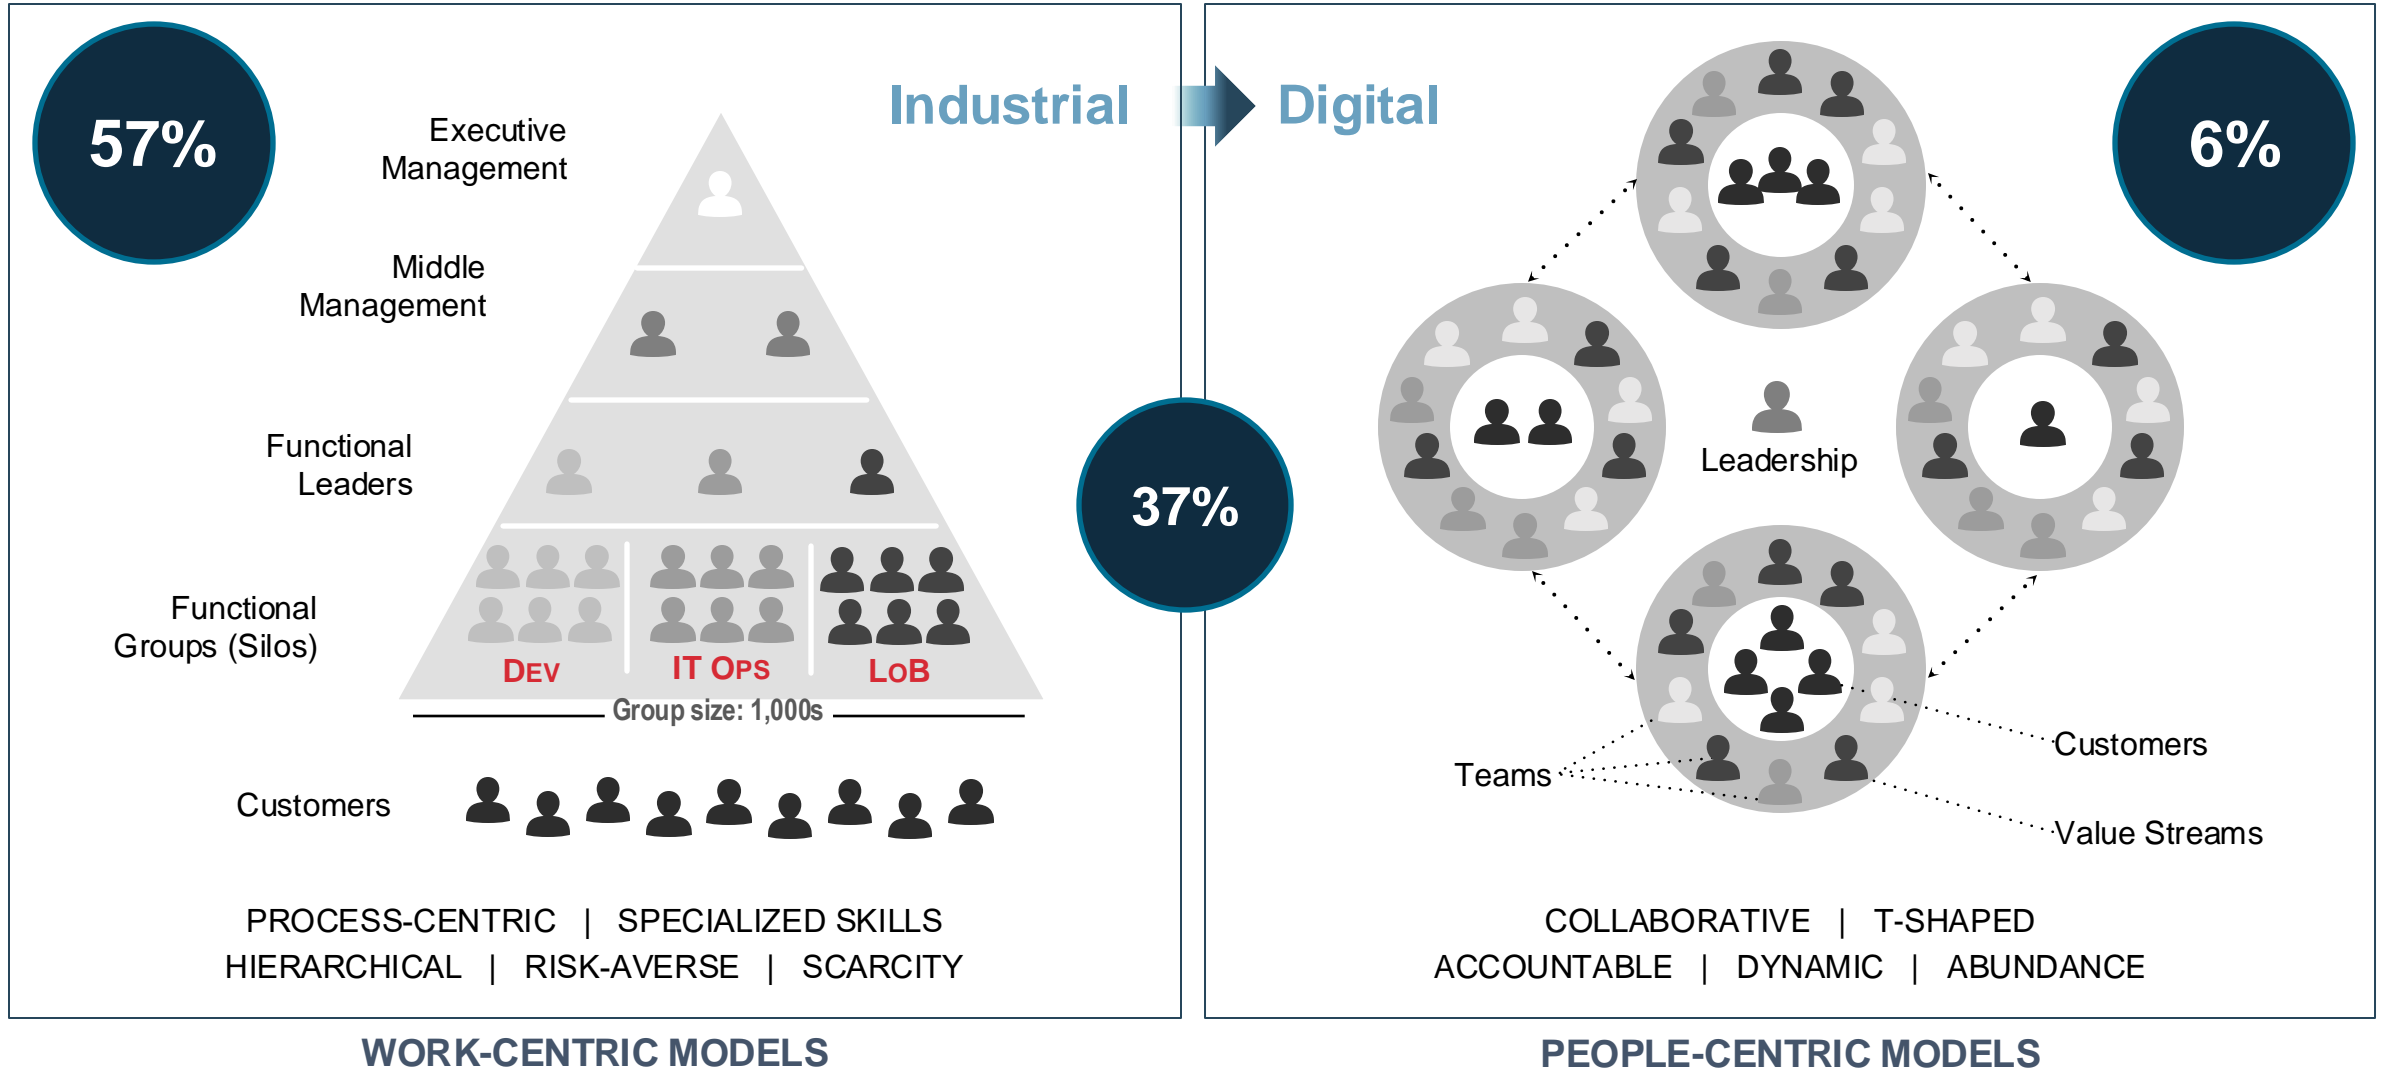 57%
Industrial
Digital
6%
Executive
Management
Middle
Management
Functional
Leaders
37%
Leadership
Functional
Groups (Silos)
DEV
IT OPS
LOB
Group size: 1,000s
Customers
Teams
Customers
Value Streams
PROCESS-CENTRIC | SPECIALIZED SKILLS
HIERARCHICAL | RISK-AVERSE | SCARCITY
COLLABORATIVE | T-SHAPED
ACCOUNTABLE | DYNAMIC | ABUNDANCE
WORK-CENTRIC MODELS
PEOPLE-CENTRIC MODELS